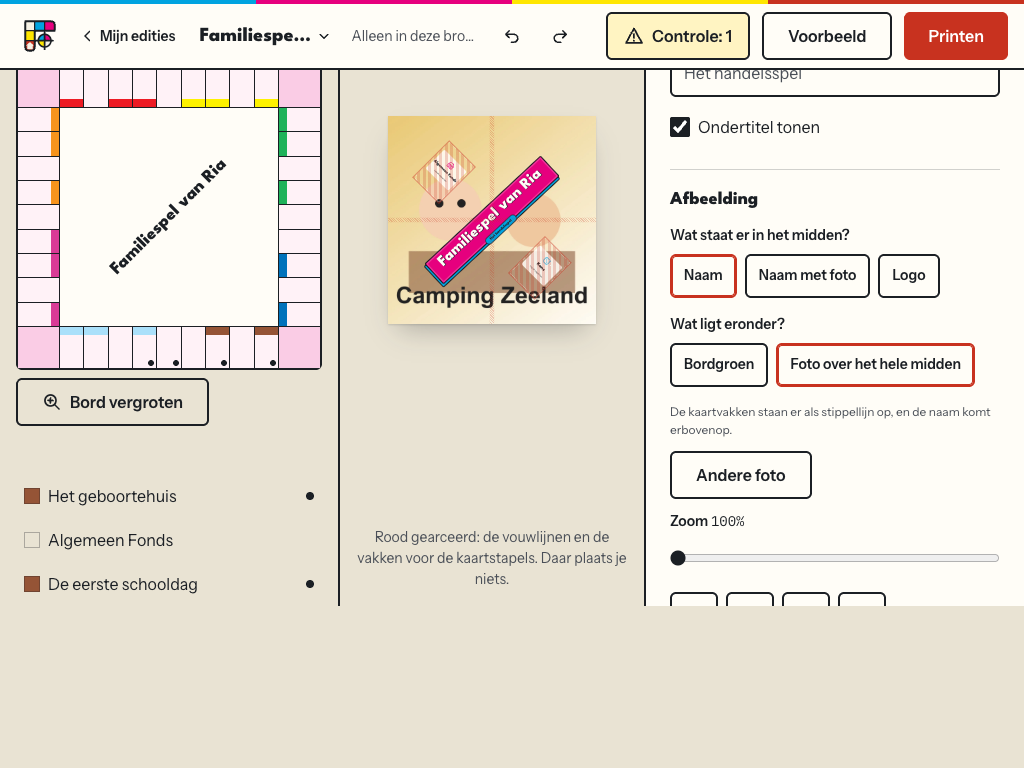 Mijn edities
Familiespe...
Alleen in deze bro...
Controle: 1
Voorbeeld
Printen
Familiespel van Ria
Bord vergroten
Het geboortehuis
Algemeen Fonds
De eerste schooldag
Familiespel van Ria
Camping Zeeland
Rood gearceerd: de vouwlijnen en de
vakken voor de kaartstapels. Daar plaats je
niets.
Het handelsspel
Ondertitel tonen
Afbeelding
Wat staat er in het midden?
Naam
Naam met foto
Logo
Wat ligt eronder?
Bordgroen
Foto over het hele midden
De kaartvakken staan er als stippellijn op, en de naam komt
erbovenop.
Andere foto
Zoom 100%